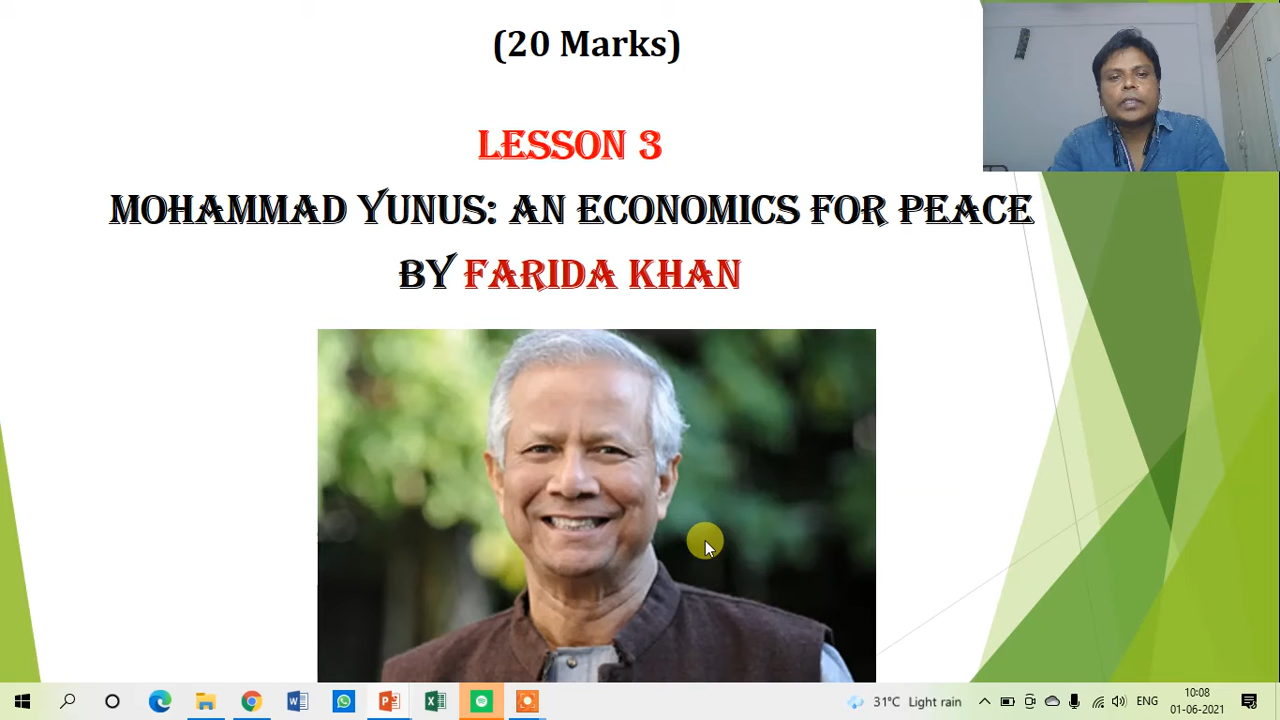 (20 Marks)
LESSON 3
MOHAMMAD YUNUS: AN ECONOMICS FOR PEACE
BY FARIDA KHAN
31°C Light rain
ENG
10:08
01-06-2021